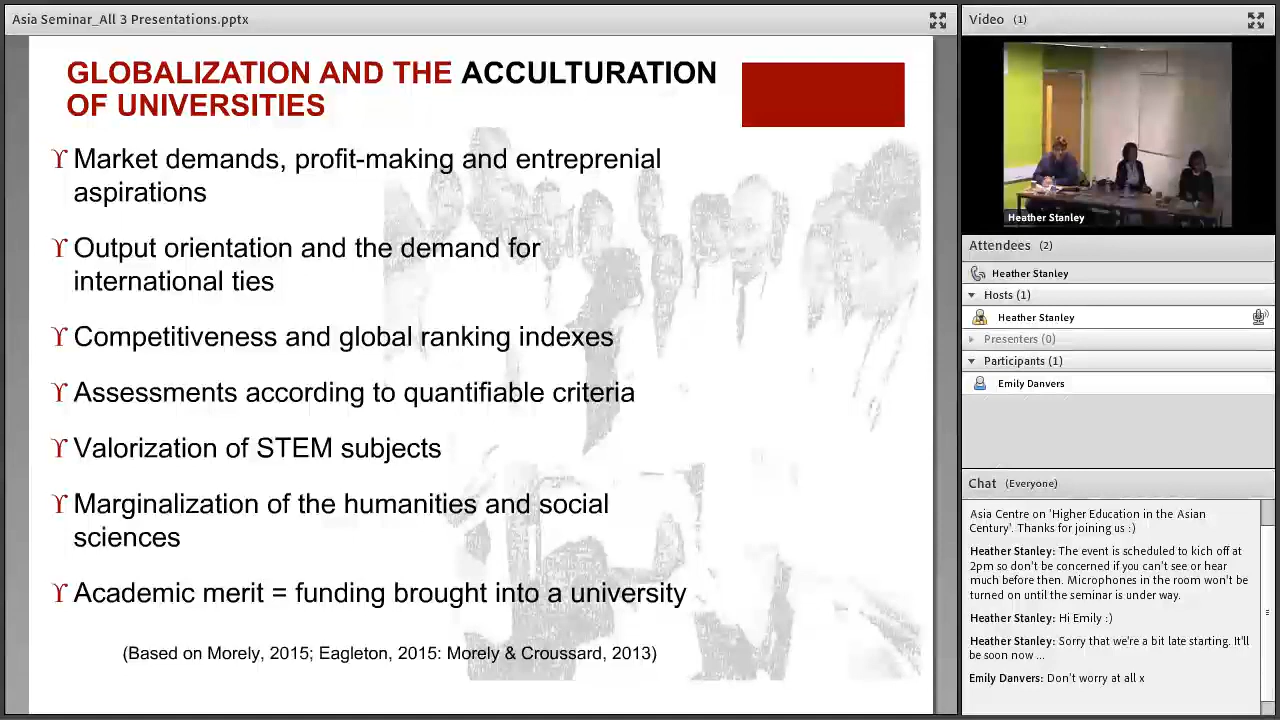 Asia Seminar_All 3 Presentations.pptx
GLOBALIZATION AND THE ACCULTURATION
OF UNIVERSITIES
ϒ Market demands, profit-making and entreprenial
aspirations
ϒ Output orientation and the demand for
international ties
ϒ Competitiveness and global ranking indexes
ϒ Assessments according to quantifiable criteria
ϒ Valorization of STEM subjects
ϒ Marginalization of the humanities and social
sciences
ϒ Academic merit = funding brought into a university
(Based on Morely, 2015; Eagleton, 2015: Morely & Croussard, 2013)
Video (1)
Heather Stanley
Attendees (2)
Heather Stanley
Hosts (1)
Heather Stanley
Presenters (0)
Participants (1)
Emily Danvers
Chat (Everyone)
Asia Centre on 'Higher Education in the Asian
Century'. Thanks for joining us :)
Heather Stanley: The event is scheduled to kick off at
2pm so don't be concerned if you can't see or hear
much before then. Microphones in the room won't be
turned on until the seminar is under way.
Heather Stanley: Hi Emily :)
Heather Stanley: Sorry that we're a bit late starting. It'll
be soon now ...
Emily Danvers: Don't worry at all x